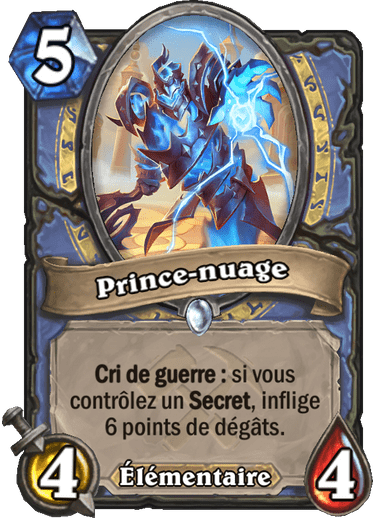 5
Prince-nuage
Cri de guerre : si vous
contrôlez un Secret, inflige
6 points de dégâts.
4
Élémentaire
4